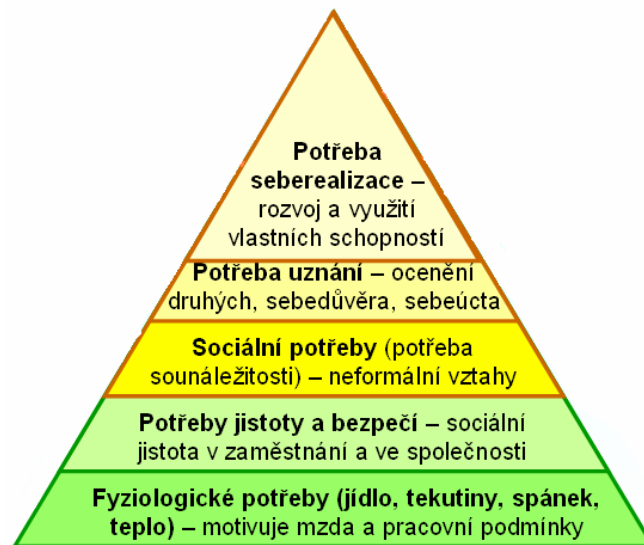 Potřeba
seberealizace –
rozvoj a využití
vlastních schopností
Potřeba uznání – ocenění
druhých, sebedůvěra, sebeúcta
Sociální potřeby (potřeba
sounáležitosti) – neformální vztahy
Potřeby jistoty a bezpečí – sociální
jistota v zaměstnání a ve společnosti
Fyziologické potřeby (jídlo, tekutiny, spánek,
teplo) – motivuje mzda a pracovní podmínky